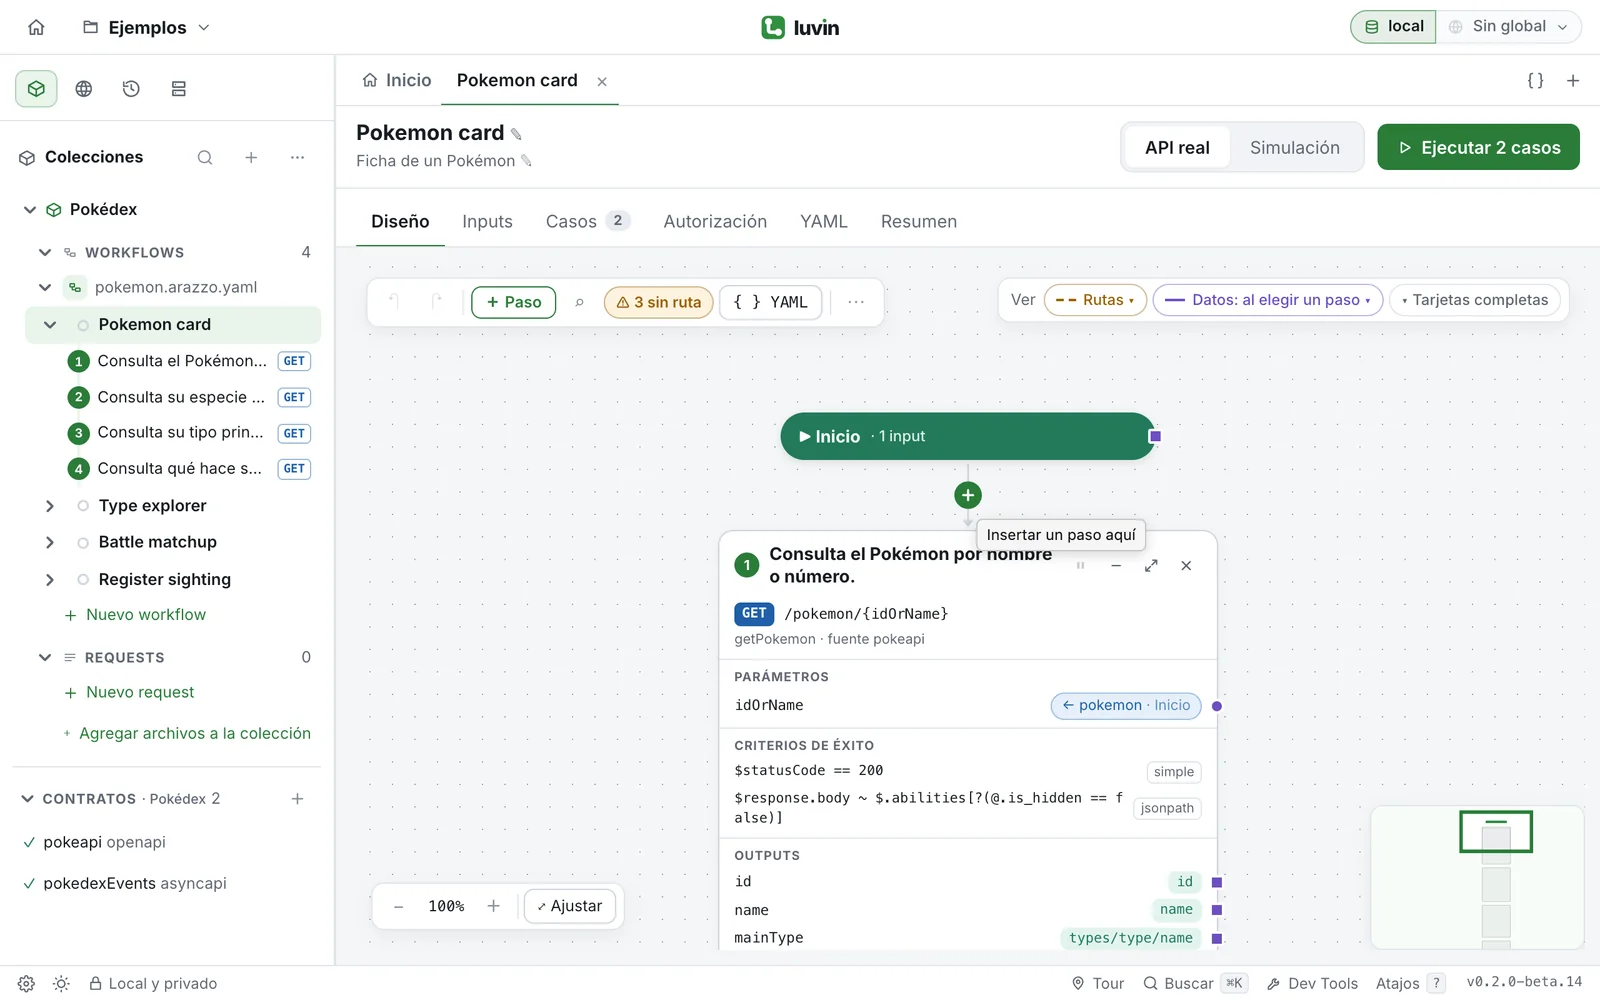 Ejemplos
luvin
local
Sin global
Inicio
Pokemon card
{ }
Colecciones
Pokemon card
Ficha de un Pokémon
API real
Simulación
Ejecutar 2 casos
Pokédex
Diseño
Inputs
Casos 2
Autorización
YAML
Resumen
WORKFLOWS 4
pokemon.arazzo.yaml
Pokemon card
1 Consulta el Pokémon... GET
2 Consulta su especie ... GET
3 Consulta su tipo prin... GET
4 Consulta qué hace s... GET
Type explorer
Battle matchup
Register sighting
+ Nuevo workflow
REQUESTS 0
+ Nuevo request
+ Agregar archivos a la colección
CONTRATOS · Pokédex 2
pokeapi openapi
pokedexEvents asyncapi
+ Paso
3 sin ruta
{ } YAML
...
Ver
Rutas
Datos: al elegir un paso
Tarjetas completas
Inicio · 1 input
Insertar un paso aquí
1 Consulta el Pokémon por nombre
o número.
GET /pokemon/{idOrName}
getPokemon · fuente pokeapi
PARÁMETROS
idOrName
← pokemon · Inicio
CRITERIOS DE ÉXITO
$statusCode == 200
simple
$response.body ~ $.abilities[?(@.is_hidden == f
alse)]
jsonpath
OUTPUTS
id
id
name
name
mainType
types/type/name
− 100% +
Ajustar
Local y privado
Tour
Buscar ⌘K
Dev Tools
Atajos ?
v0.2.0-beta.14